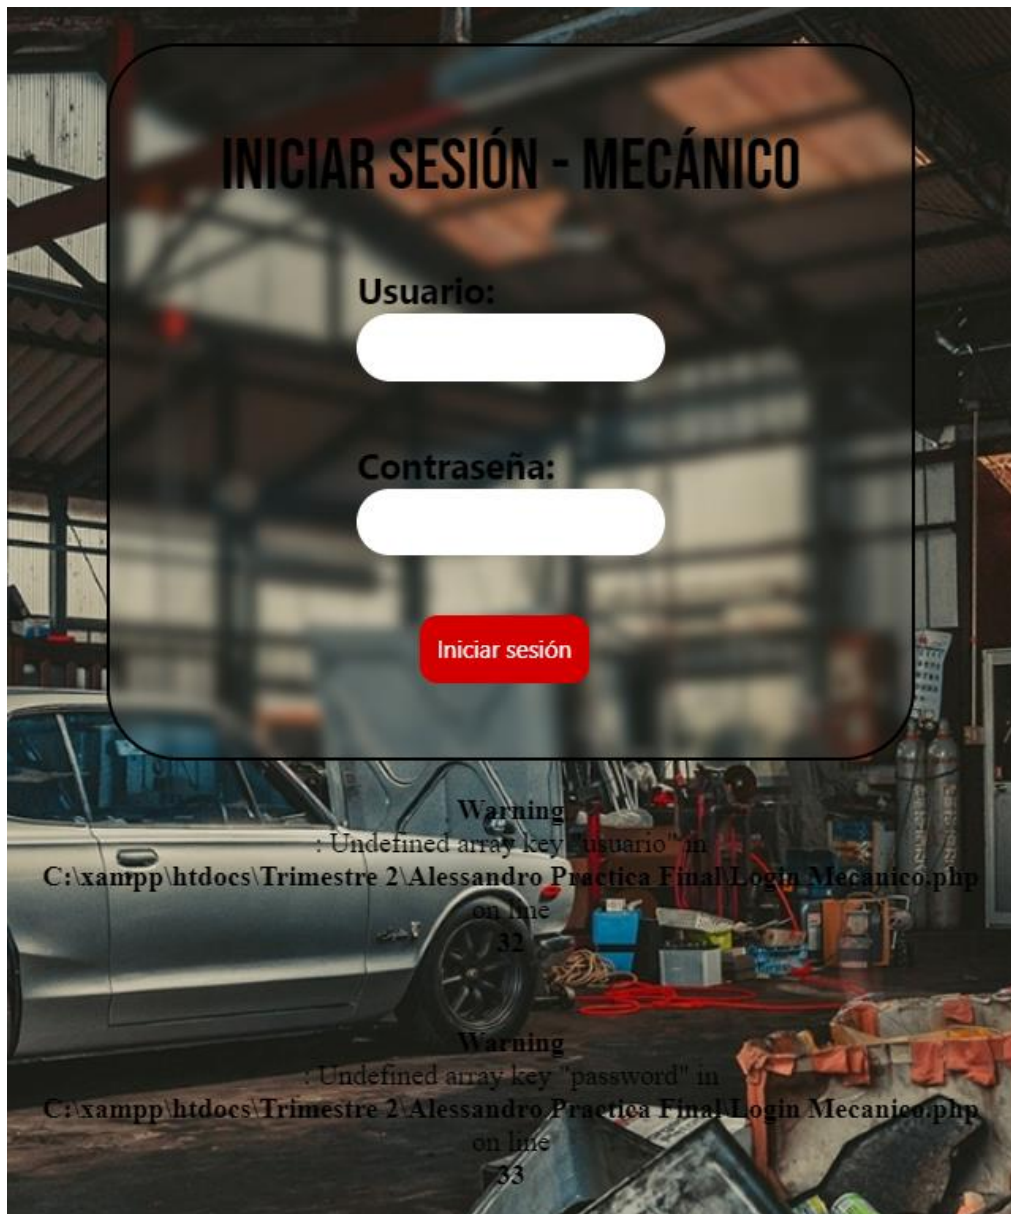 INICIAR SESIÓN - MECÁNICO
Usuario:
Contraseña:
Iniciar sesión
Warning
: Undefined array key "usuario" in
C:\xampp\htdocs\Trimestre 2\Alessandro Practica Final\Login Mecanico.php
on line
32
Warning
: Undefined array key "password" in
C:\xampp\htdocs\Trimestre 2\Alessandro Practica Final\Login Mecanico.php
on line
33